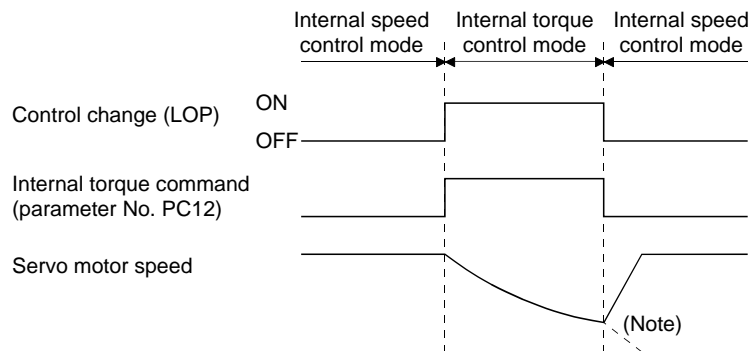 Internal speed
control mode
Internal torque
control mode
Internal speed
control mode
Control change (LOP)
ON
OFF
Internal torque command
(parameter No. PC12)
Servo motor speed
(Note)